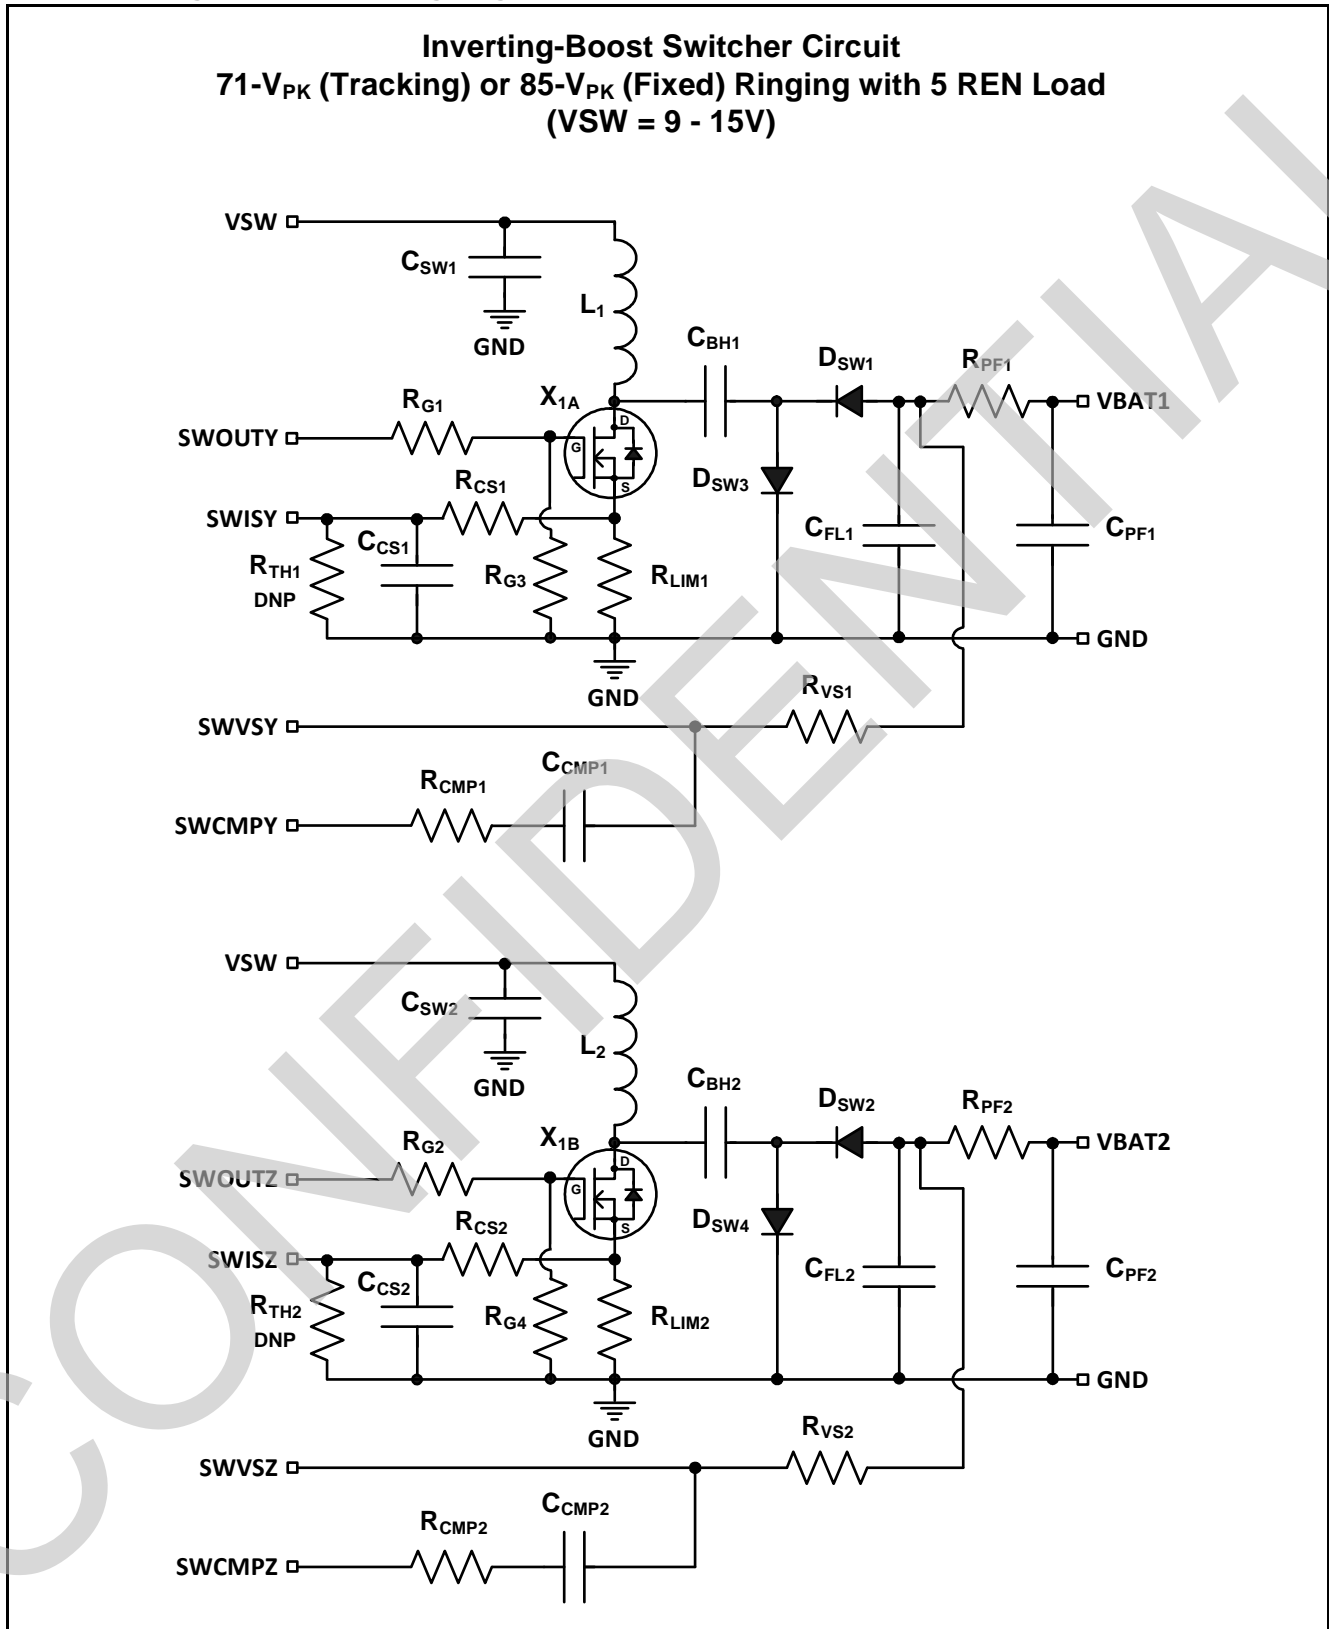 Inverting-Boost Switcher Circuit
71-VPK (Tracking) or 85-VPK (Fixed) Ringing with 5 REN Load
(VSW = 9 - 15V)
VSW
CSW1
L1
GND
CBH1
DSW1
RPF1
VBAT1
RG1
X1A
D
G
S
SWOUTY
RCS1
DSW3
SWISY
CCS1
RTH1
DNP
RG3
RLIM1
CFL1
CPF1
GND
GND
RVS1
SWVSY
CCMP1
RCMP1
SWCMPY
VSW
CSW2
L2
GND
CBH2
DSW2
RPF2
VBAT2
RG2
X1B
D
G
S
SWOUTZ
RCS2
DSW4
SWISZ
CCS2
RTH2
DNP
RG4
RLIM2
CFL2
CPF2
GND
GND
RVS2
SWVSZ
CCMP2
RCMP2
SWCMPZ
CONFIDENTIAL